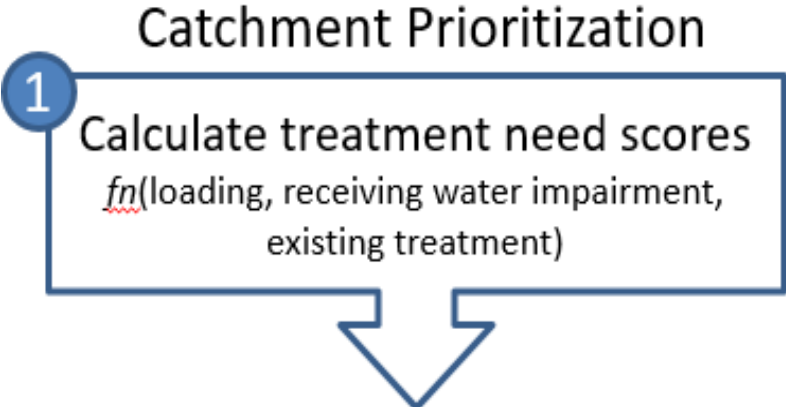 Catchment Prioritization
1
Calculate treatment need scores
fn(loading, receiving water impairment,
existing treatment)